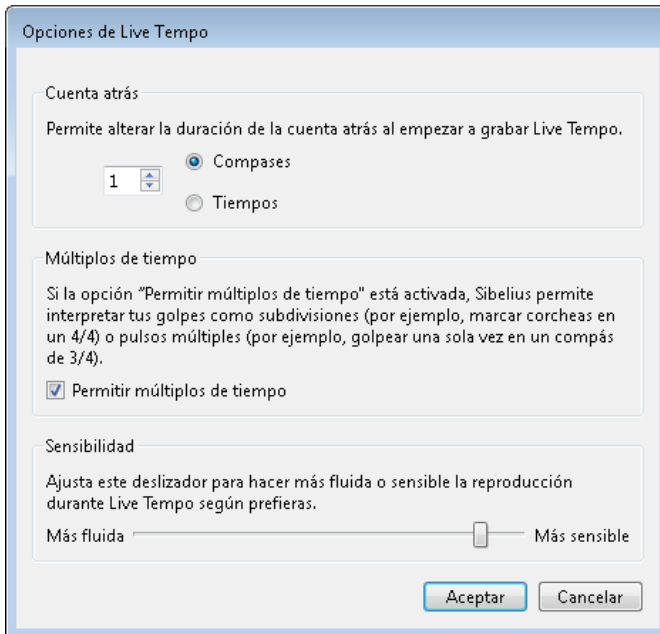 Opciones de Live Tempo
Cuenta atrás
Permite alterar la duración de la cuenta atrás al empezar a grabar Live Tempo.
1
Compases
Tiempos
Múltiplos de tiempo
Si la opción "Permitir múltiplos de tiempo" está activada, Sibelius permite
interpretar tus golpes como subdivisiones (por ejemplo, marcar corcheas en
un 4/4) o pulsos múltiples (por ejemplo, golpear una sola vez en un compás
de 3/4).
Permitir múltiplos de tiempo
Sensibilidad
Ajusta este deslizador para hacer más fluida o sensible la reproducción
durante Live Tempo según prefieras.
Más fluida Más sensible
Aceptar Cancelar